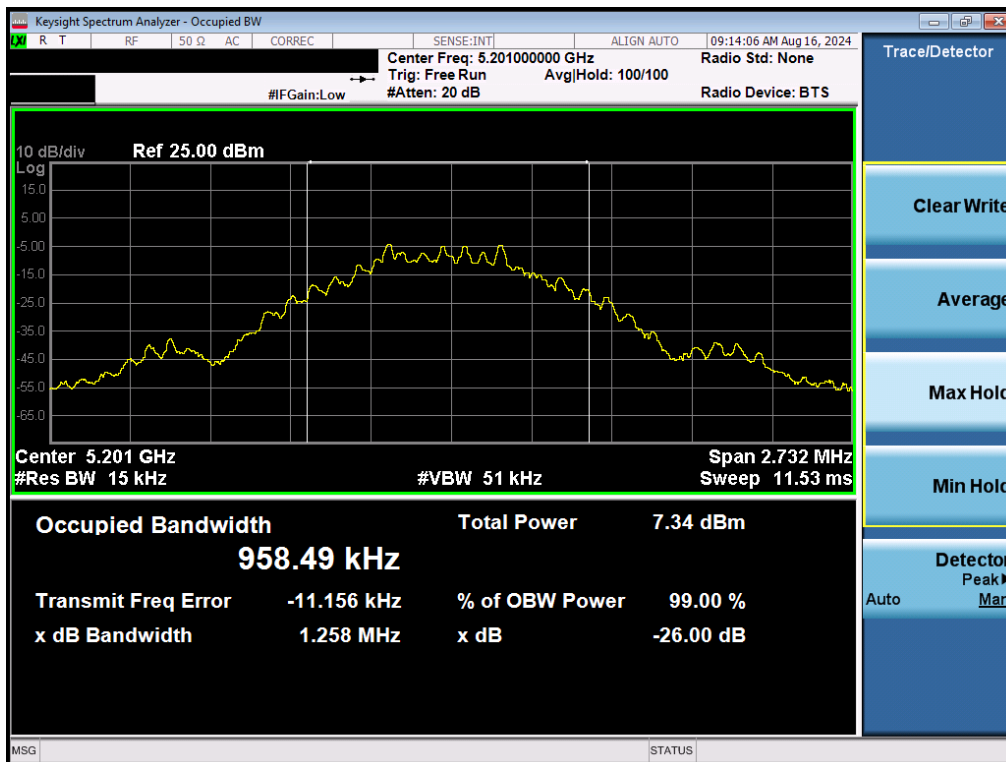 Keysight Spectrum Analyzer - Occupied BW
LXI R T RF 50 Ω AC CORREC SENSE:INT ALIGN AUTO 09:14:06 AM Aug 16, 2024
Center Freq: 5.201000000 GHz Radio Std: None
Trig: Free Run Avg|Hold: 100/100
#IFGain:Low #Atten: 20 dB Radio Device: BTS
10 dB/div Ref 25.00 dBm
Log
15.0
5.00
-5.00
-15.0
-25.0
-35.0
-45.0
-55.0
-65.0
Center 5.201 GHz Span 2.732 MHz
#Res BW 15 kHz #VBW 51 kHz Sweep 11.53 ms
Occupied Bandwidth Total Power 7.34 dBm
958.49 kHz
Transmit Freq Error -11.156 kHz % of OBW Power 99.00 %
x dB Bandwidth 1.258 MHz x dB -26.00 dB
MSG STATUS
Trace/Detector
Clear Write
Average
Max Hold
Min Hold
Detector
Peak▶
Auto Man